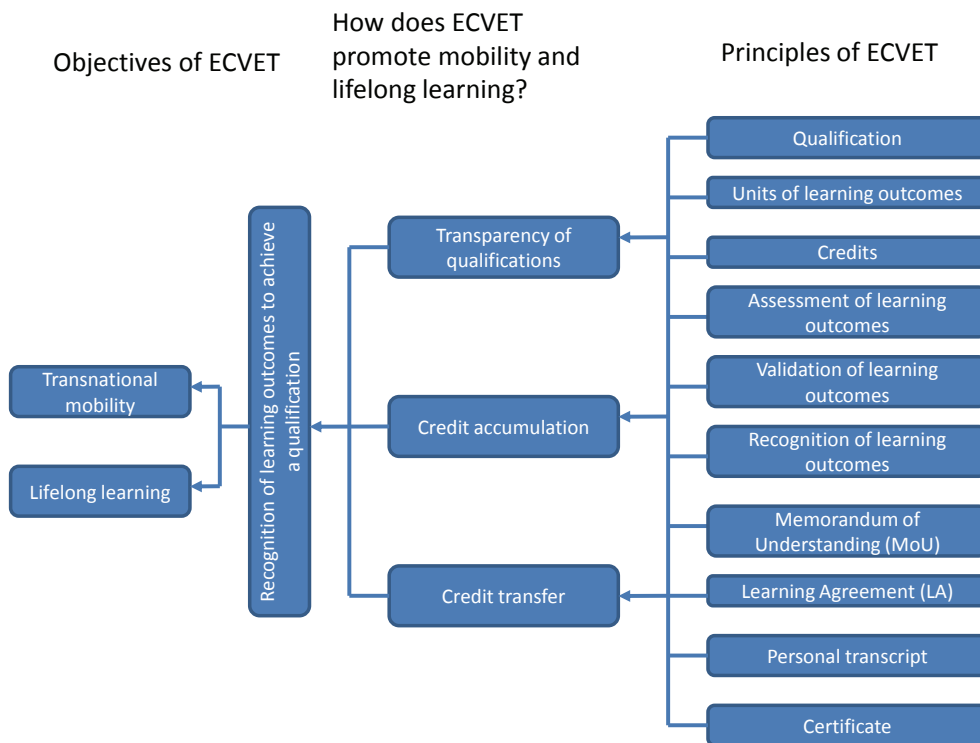 Objectives of ECVET
How does ECVET
promote mobility and
lifelong learning?
Principles of ECVET
Transnational
mobility
Lifelong learning
Recognition of learning outcomes to achieve
a qualification
Transparency of
qualifications
Credit accumulation
Credit transfer
Qualification
Units of learning outcomes
Credits
Assessment of learning
outcomes
Validation of learning
outcomes
Recognition of learning
outcomes
Memorandum of
Understanding (MoU)
Learning Agreement (LA)
Personal transcript
Certificate